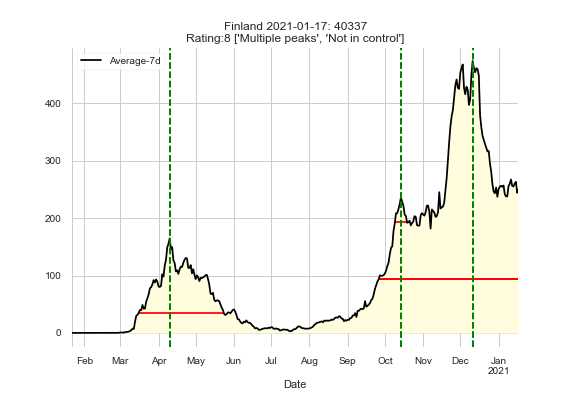 Finland 2021-01-17: 40337
Rating:8 ['Multiple peaks', 'Not in control']
Average-7d
400
300
200
100
0
Feb Mar Apr May Jun Jul Aug Sep Oct Nov Dec Jan
2021
Date